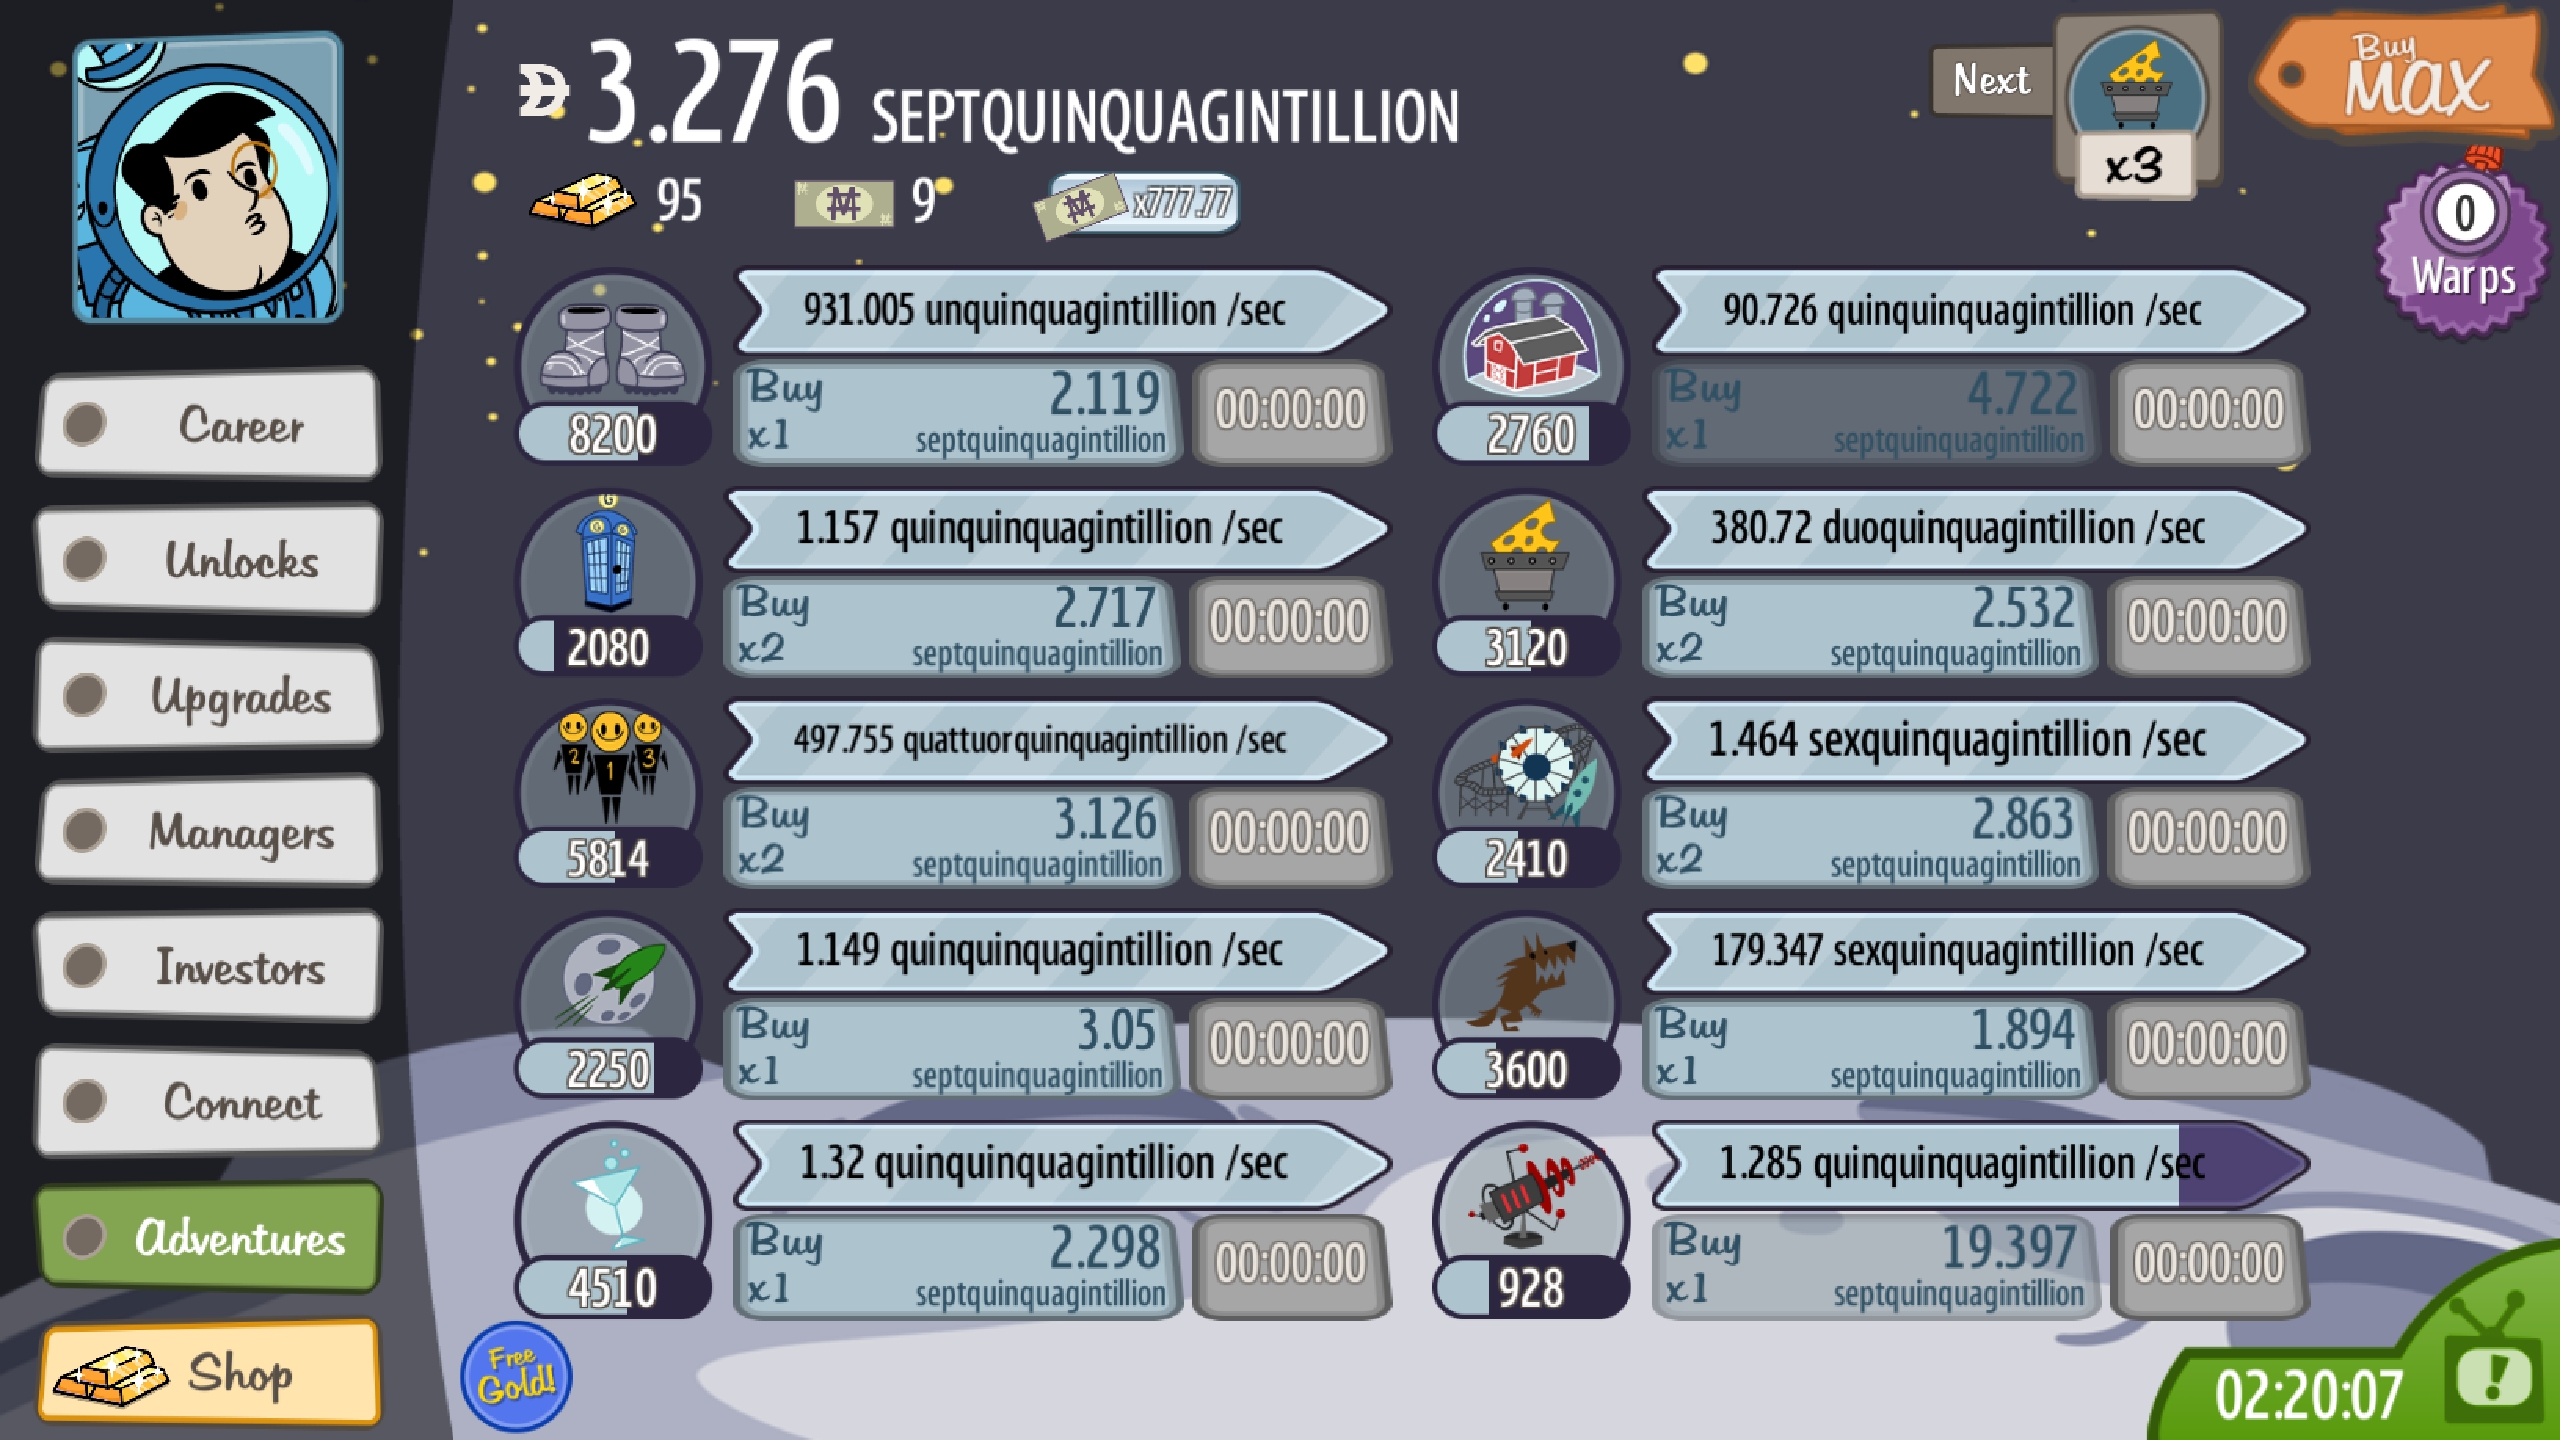 3.276 SEPTQUINQUAGINTILLION
95 9 x777.77
Next
x3
Buy
MAX
0
Warps
Career
Unlocks
Upgrades
Managers
Investors
Connect
Adventures
Shop
931.005 unquinquagintillion /sec
8200
Buy 2.119
x1 septquinquagintillion
00:00:00
90.726 quinquinquagintillion /sec
2760
Buy 4.722
x1 septquinquagintillion
00:00:00
G
1.157 quinquinquagintillion /sec
2080
Buy 2.717
x2 septquinquagintillion
00:00:00
380.72 duoquinquagintillion /sec
3120
Buy 2.532
x2 septquinquagintillion
00:00:00
2 1 3
497.755 quattuorquinquagintillion /sec
5814
Buy 3.126
x2 septquinquagintillion
00:00:00
1.464 sexquinquagintillion /sec
2410
Buy 2.863
x2 septquinquagintillion
00:00:00
1.149 quinquinquagintillion /sec
2250
Buy 3.05
x1 septquinquagintillion
00:00:00
179.347 sexquinquagintillion /sec
3600
Buy 1.894
x1 septquinquagintillion
00:00:00
1.32 quinquinquagintillion /sec
4510
Buy 2.298
x1 septquinquagintillion
00:00:00
1.285 quinquinquagintillion /sec
928
Buy 19.397
x1 septquinquagintillion
00:00:00
Free
Gold!
02:20:07
!